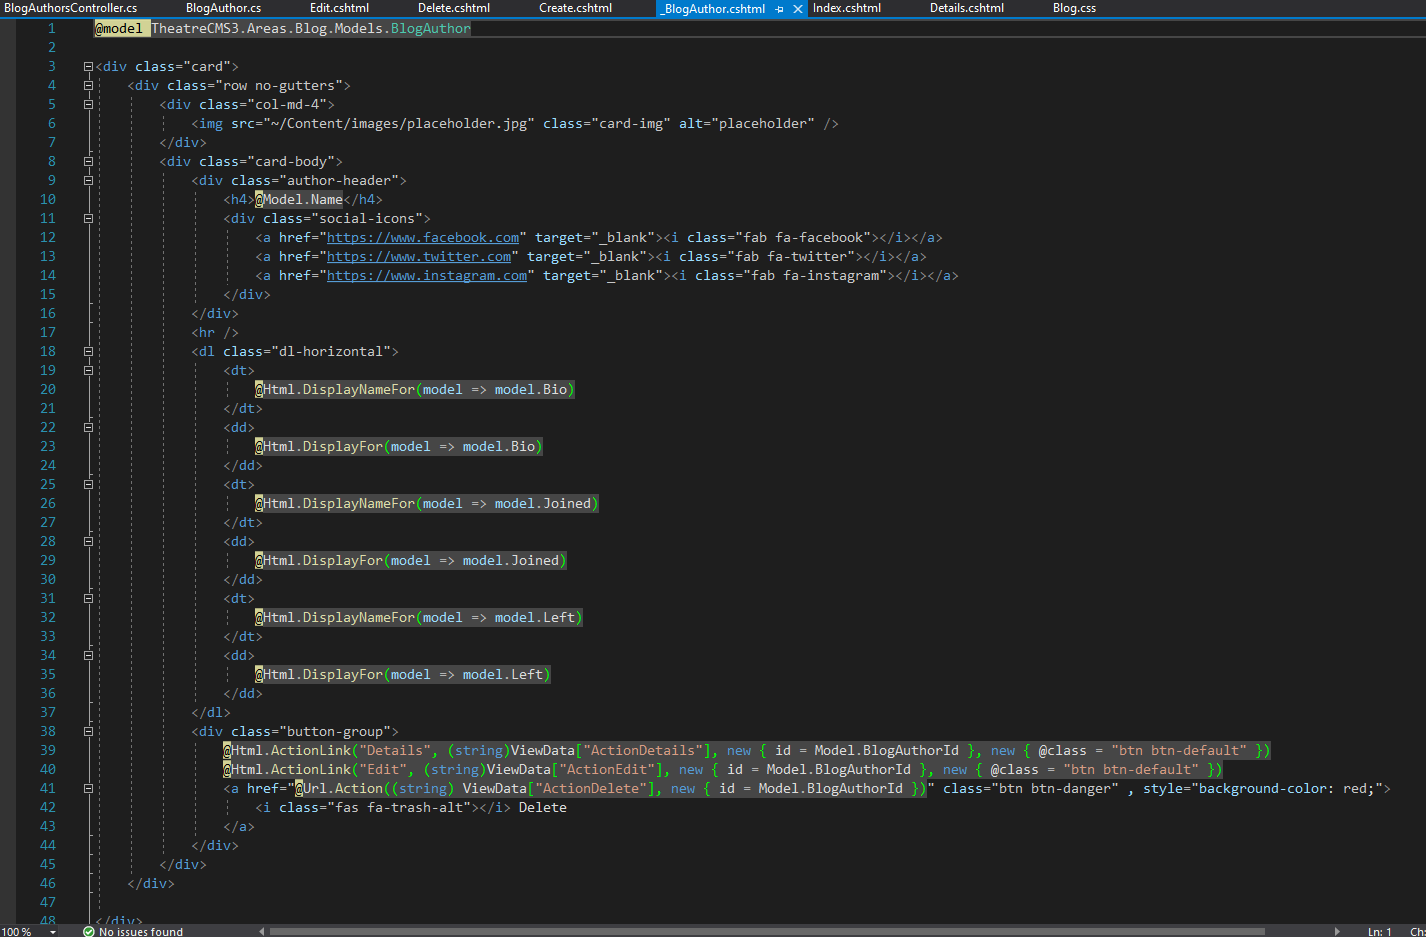 BlogAuthorsController.cs BlogAuthor.cs Edit.cshtml Delete.cshtml Create.cshtml _BlogAuthor.cshtml Index.cshtml Details.cshtml Blog.css
1 @model TheatreCMS3.Areas.Blog.Models.BlogAuthor
2
3 <div class="card">
4 <div class="row no-gutters">
5 <div class="col-md-4">
6 <img src="~/Content/images/placeholder.jpg" class="card-img" alt="placeholder" />
7 </div>
8 <div class="card-body">
9 <div class="author-header">
10 <h4>@Model.Name</h4>
11 <div class="social-icons">
12 <a href="https://www.facebook.com" target="_blank"><i class="fab fa-facebook"></i></a>
13 <a href="https://www.twitter.com" target="_blank"><i class="fab fa-twitter"></i></a>
14 <a href="https://www.instagram.com" target="_blank"><i class="fab fa-instagram"></i></a>
15 </div>
16 </div>
17 <hr />
18 <dl class="dl-horizontal">
19 <dt>
20 @Html.DisplayNameFor(model => model.Bio)
21 </dt>
22 <dd>
23 @Html.DisplayFor(model => model.Bio)
24 </dd>
25 <dt>
26 @Html.DisplayNameFor(model => model.Joined)
27 </dt>
28 <dd>
29 @Html.DisplayFor(model => model.Joined)
30 </dd>
31 <dt>
32 @Html.DisplayNameFor(model => model.Left)
33 </dt>
34 <dd>
35 @Html.DisplayFor(model => model.Left)
36 </dd>
37 </dl>
38 <div class="button-group">
39 @Html.ActionLink("Details", (string)ViewData["ActionDetails"], new { id = Model.BlogAuthorId }, new { @class = "btn btn-default" })
40 @Html.ActionLink("Edit", (string)ViewData["ActionEdit"], new { id = Model.BlogAuthorId }, new { @class = "btn btn-default" })
41 <a href="@Url.Action((string) ViewData["ActionDelete"], new { id = Model.BlogAuthorId })" class="btn btn-danger" , style="background-color: red;">
42 <i class="fas fa-trash-alt"></i> Delete
43 </a>
44 </div>
45 </div>
46 </div>
47
48 </div>
100 % No issues found Ln: 1 Ch: